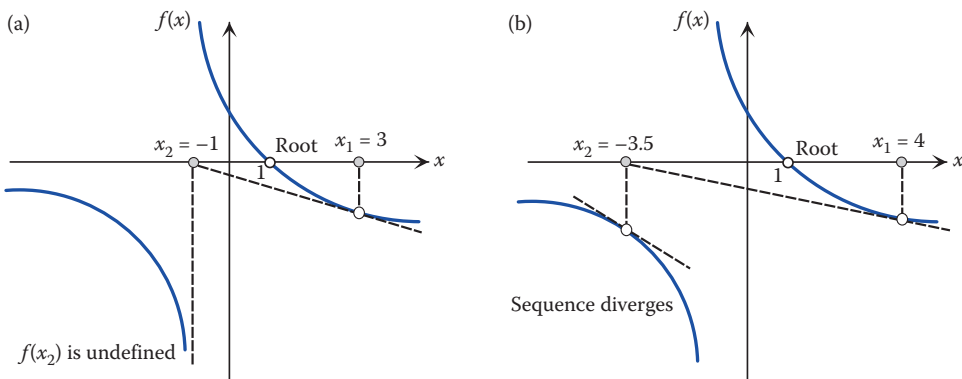 (a)
f(x)
x₂ = −1
Root
x₁ = 3
x
1
f(x₂) is undefined
(b)
f(x)
x₂ = −3.5
Root
x₁ = 4
x
1
Sequence diverges